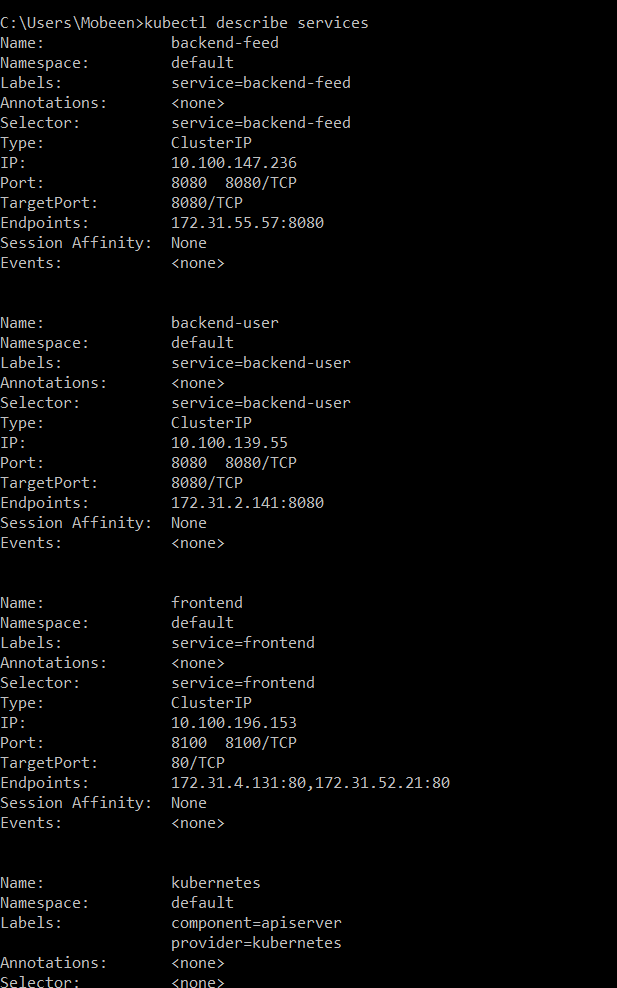 C:\Users\Mobeen>kubectl describe services
Name:              backend-feed
Namespace:         default
Labels:            service=backend-feed
Annotations:       <none>
Selector:          service=backend-feed
Type:              ClusterIP
IP:                10.100.147.236
Port:              8080  8080/TCP
TargetPort:        8080/TCP
Endpoints:         172.31.55.57:8080
Session Affinity:  None
Events:            <none>
Name:              backend-user
Namespace:         default
Labels:            service=backend-user
Annotations:       <none>
Selector:          service=backend-user
Type:              ClusterIP
IP:                10.100.139.55
Port:              8080  8080/TCP
TargetPort:        8080/TCP
Endpoints:         172.31.2.141:8080
Session Affinity:  None
Events:            <none>
Name:              frontend
Namespace:         default
Labels:            service=frontend
Annotations:       <none>
Selector:          service=frontend
Type:              ClusterIP
IP:                10.100.196.153
Port:              8100  8100/TCP
TargetPort:        80/TCP
Endpoints:         172.31.4.131:80,172.31.52.21:80
Session Affinity:  None
Events:            <none>
Name:              kubernetes
Namespace:         default
Labels:            component=apiserver
                   provider=kubernetes
Annotations:       <none>
Selector:          <none>